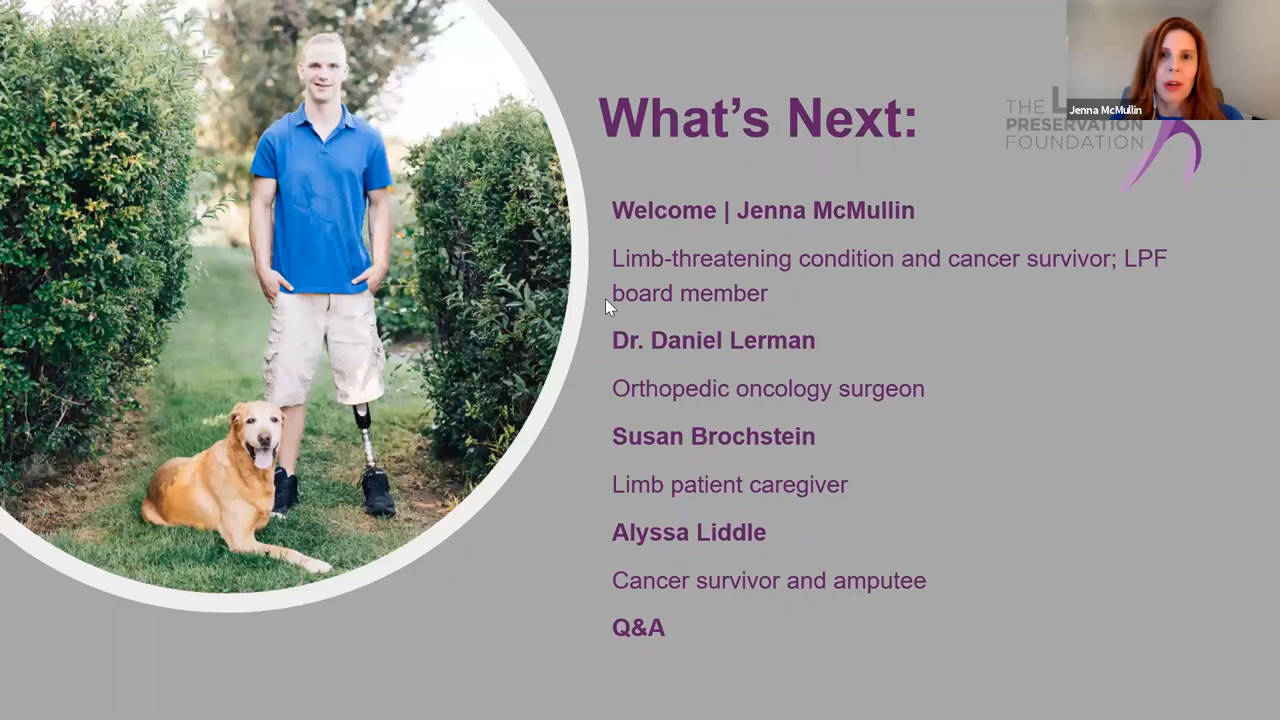 What's Next:
Jenna McMullin
THE
PRESERVATION
FOUNDATION
Welcome | Jenna McMullin
Limb-threatening condition and cancer survivor; LPF
board member
Dr. Daniel Lerman
Orthopedic oncology surgeon
Susan Brochstein
Limb patient caregiver
Alyssa Liddle
Cancer survivor and amputee
Q&A